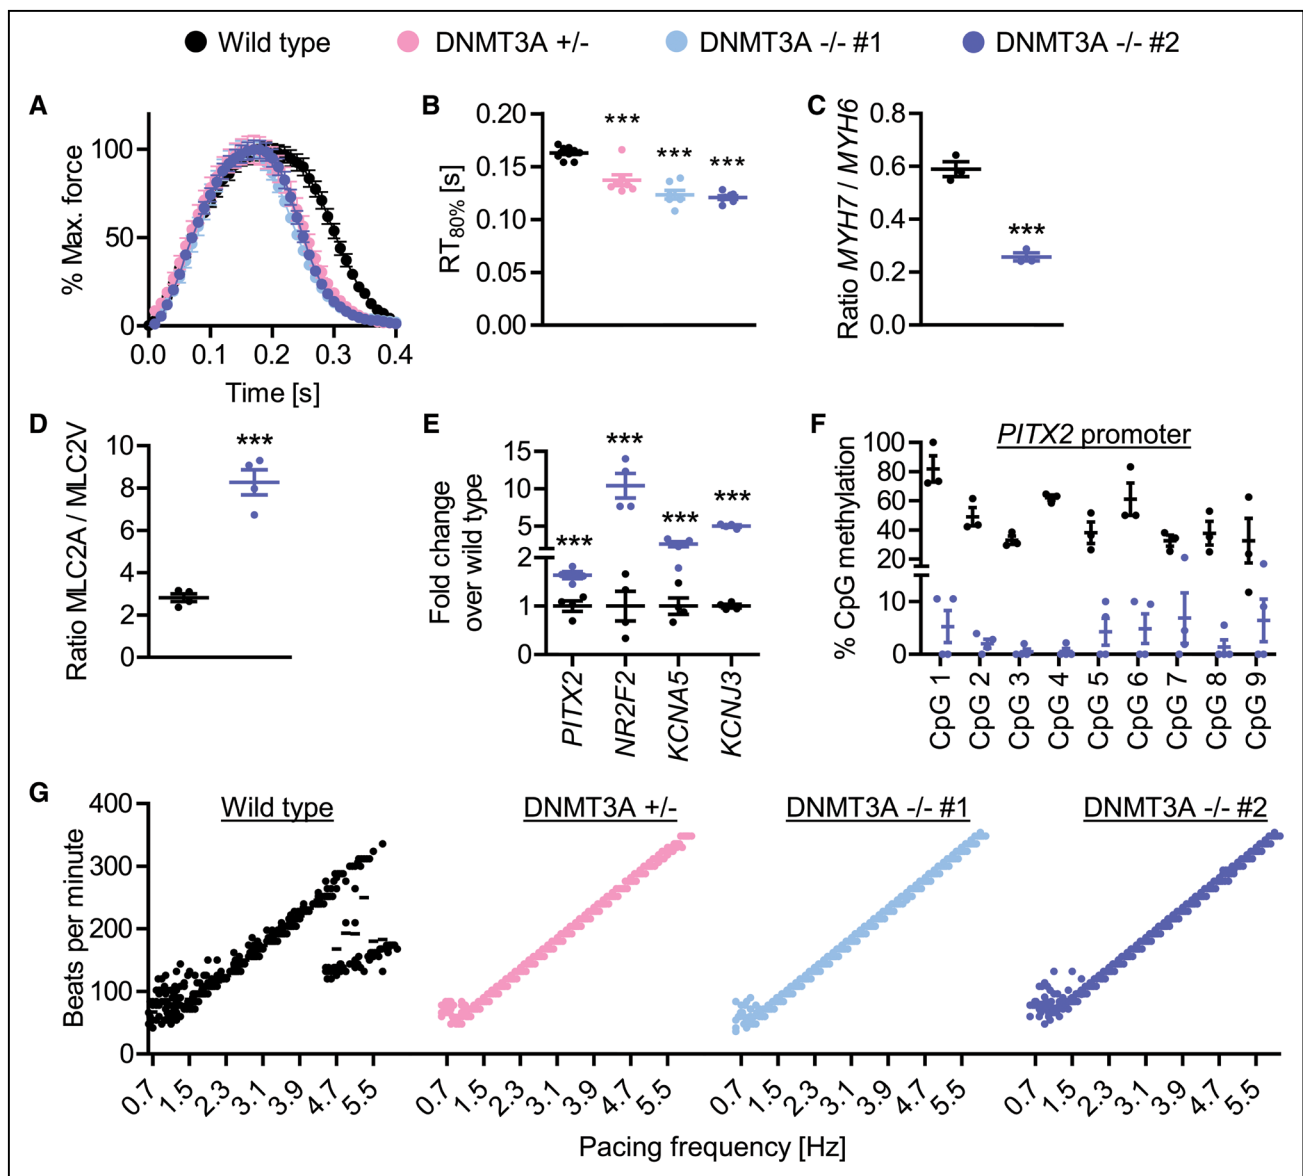 Wild type DNMT3A +/- DNMT3A -/- #1 DNMT3A -/- #2
A
% Max. force
100
50
0
0.0 0.1 0.2 0.3 0.4
Time [s]
B
RT80% [s]
0.20
0.15
0.10
0.05
0.00
***
***
***
C
Ratio MYH7 / MYH6
0.8
0.6
0.4
0.2
0.0
***
D
Ratio MLC2A / MLC2V
10
8
6
4
2
0
***
E
Fold change
over wild type
15
10
5
2
1
0
***
***
***
***
PITX2
NR2F2
KCNA5
KCNJ3
F
PITX2 promoter
% CpG methylation
100
80
60
40
20
10
0
CpG 1
CpG 2
CpG 3
CpG 4
CpG 5
CpG 6
CpG 7
CpG 8
CpG 9
G
Beats per minute
400
300
200
100
0
Wild type
DNMT3A +/-
DNMT3A -/- #1
DNMT3A -/- #2
0.7 1.5 2.3 3.1 3.9 4.7 5.5
0.7 1.5 2.3 3.1 3.9 4.7 5.5
0.7 1.5 2.3 3.1 3.9 4.7 5.5
0.7 1.5 2.3 3.1 3.9 4.7 5.5
Pacing frequency [Hz]